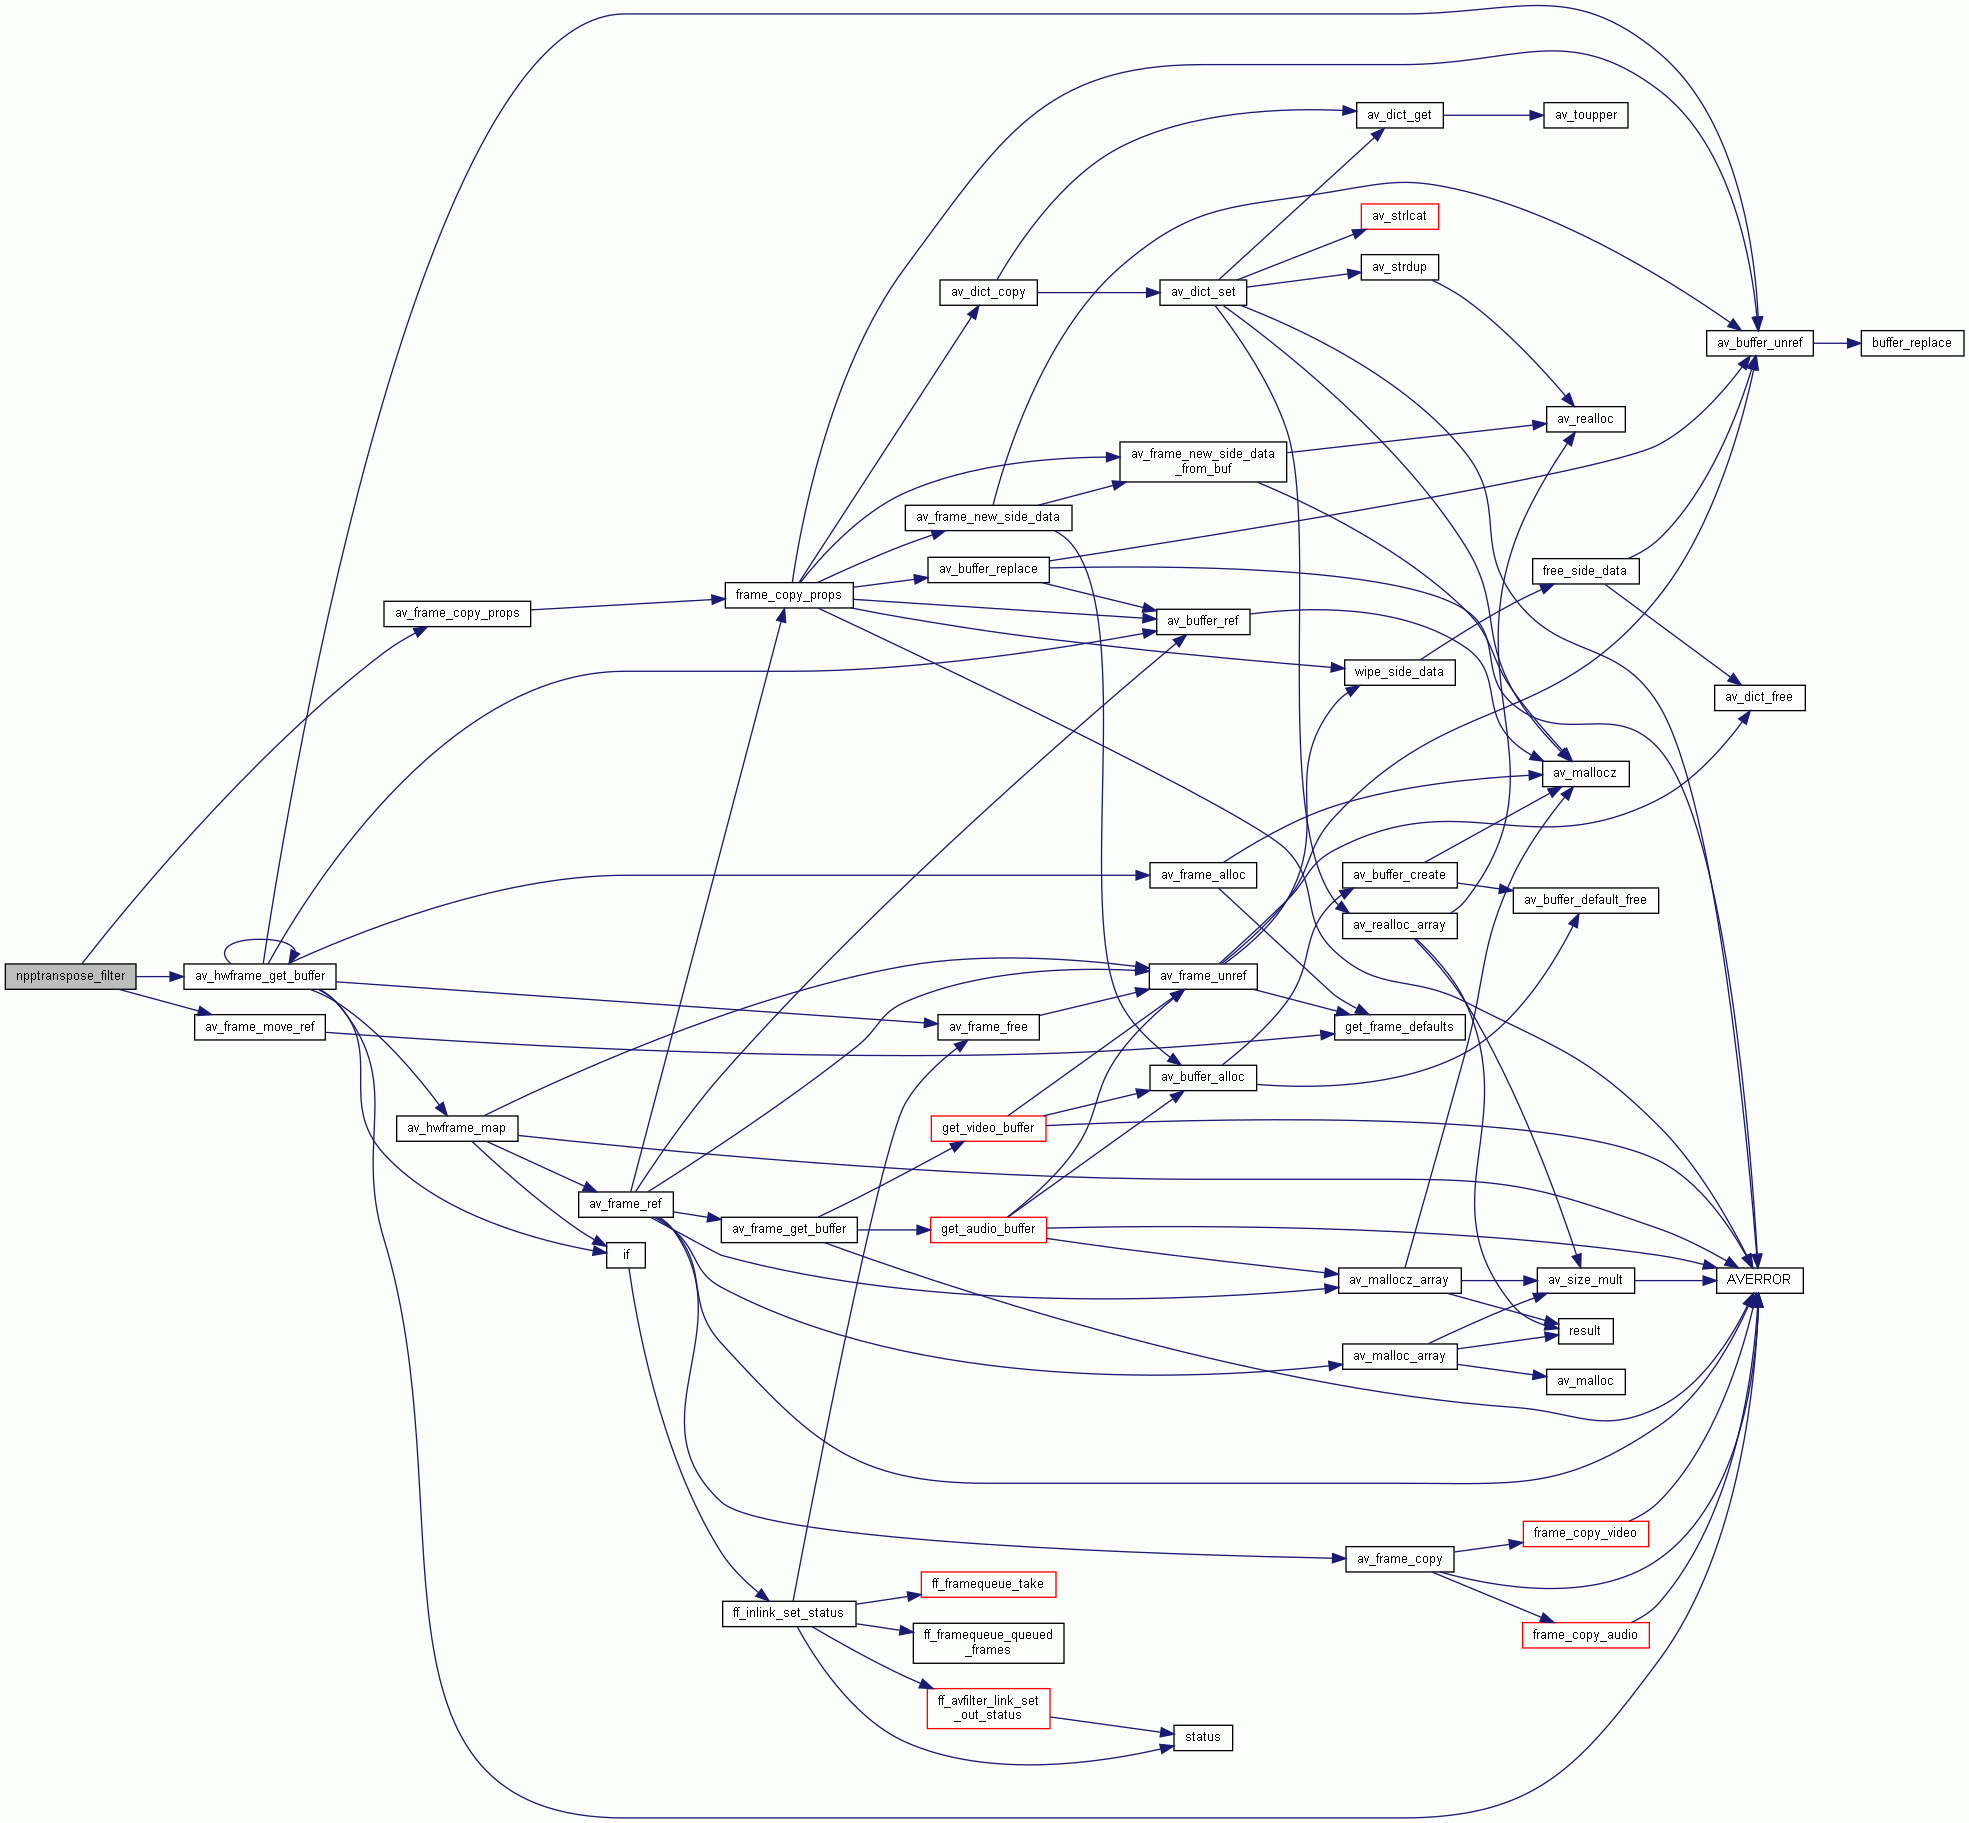 av_dict_get
av_toupper
av_strlcat
av_strdup
av_dict_copy
av_dict_set
av_buffer_unref
buffer_replace
av_realloc
av_frame_new_side_data
_from_buf
av_frame_new_side_data
av_buffer_replace
free_side_data
frame_copy_props
av_frame_copy_props
av_buffer_ref
wipe_side_data
av_dict_free
av_mallocz
av_frame_alloc
av_buffer_create
av_buffer_default_free
av_realloc_array
npptranspose_filter
av_hwframe_get_buffer
av_frame_unref
av_frame_move_ref
av_frame_free
get_frame_defaults
av_buffer_alloc
av_hwframe_map
get_video_buffer
av_frame_ref
av_frame_get_buffer
get_audio_buffer
if
av_mallocz_array
av_size_mult
AVERROR
result
av_malloc_array
av_malloc
frame_copy_video
av_frame_copy
ff_framequeue_take
ff_inlink_set_status
ff_framequeue_queued
_frames
frame_copy_audio
ff_avfilter_link_set
_out_status
status